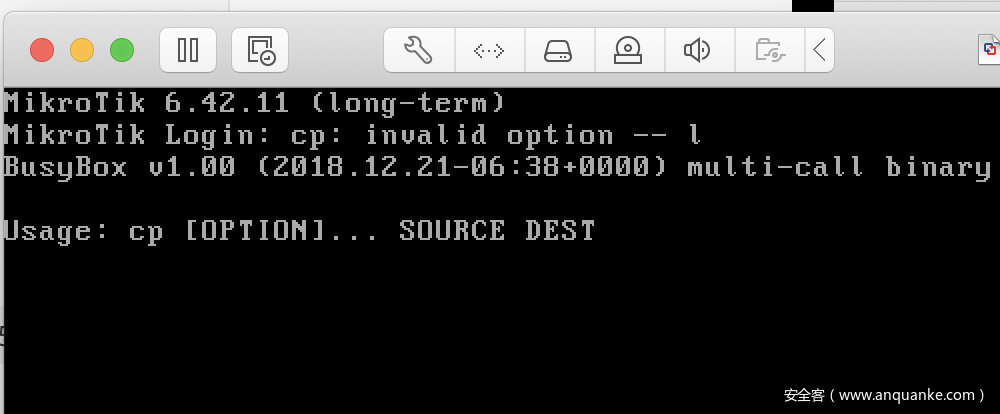 MikroTik 6.42.11 (long-term)
MikroTik Login: cp: invalid option -- l
BusyBox v1.00 (2018.12.21-06:38+0000) multi-call binary
Usage: cp [OPTION]... SOURCE DEST
安全客（www.anquanke.com）